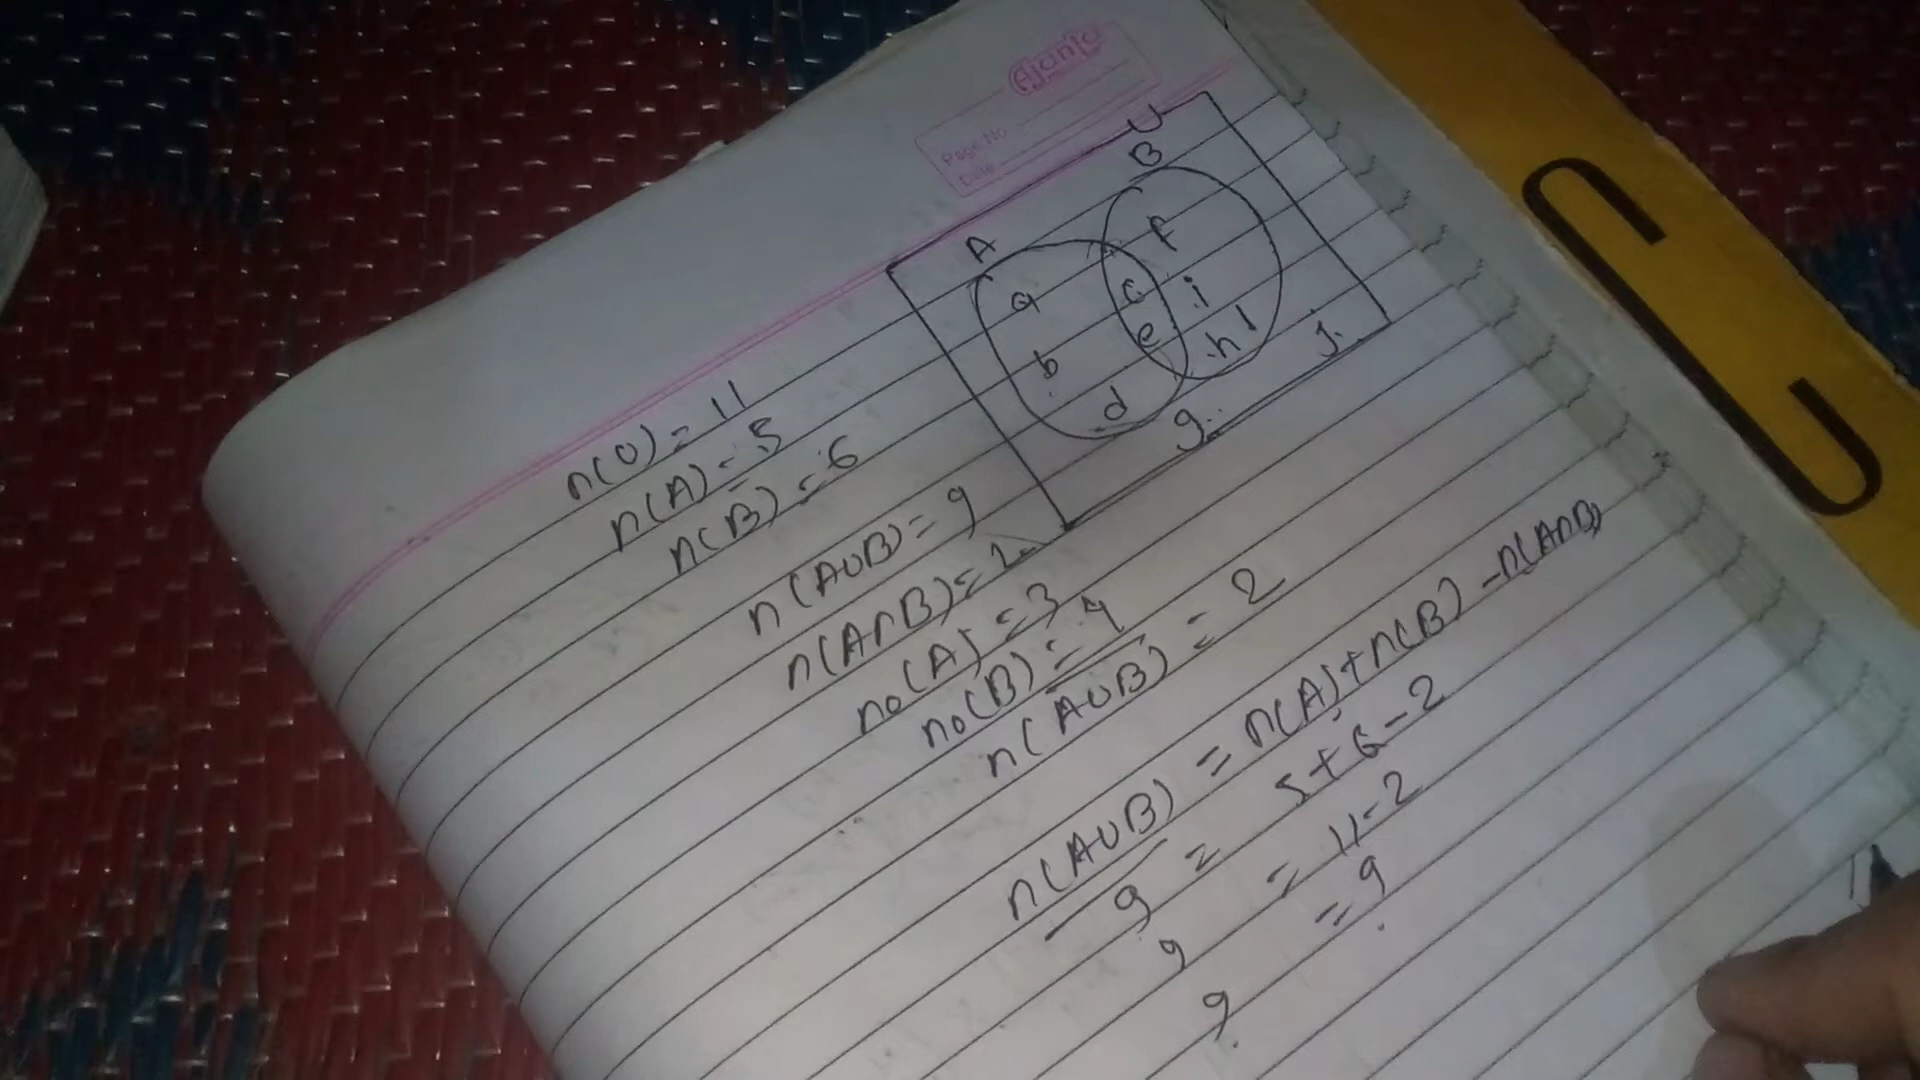 Ajanta
Page No
Date
U
A
B
a
f
c
i
b
e
h
l
d
j
g
n(U) = 11
n(A) = 5
n(B) = 6
n(A∪B) = 9
n(A∩B) = 2
no(A) = 3
no(B) = 4
n(A∪B)‾ = 2
n(A∪B) = n(A) + n(B) - n(A∩B)
9 = 5 + 6 - 2
9 = 11 - 2
9 = 9